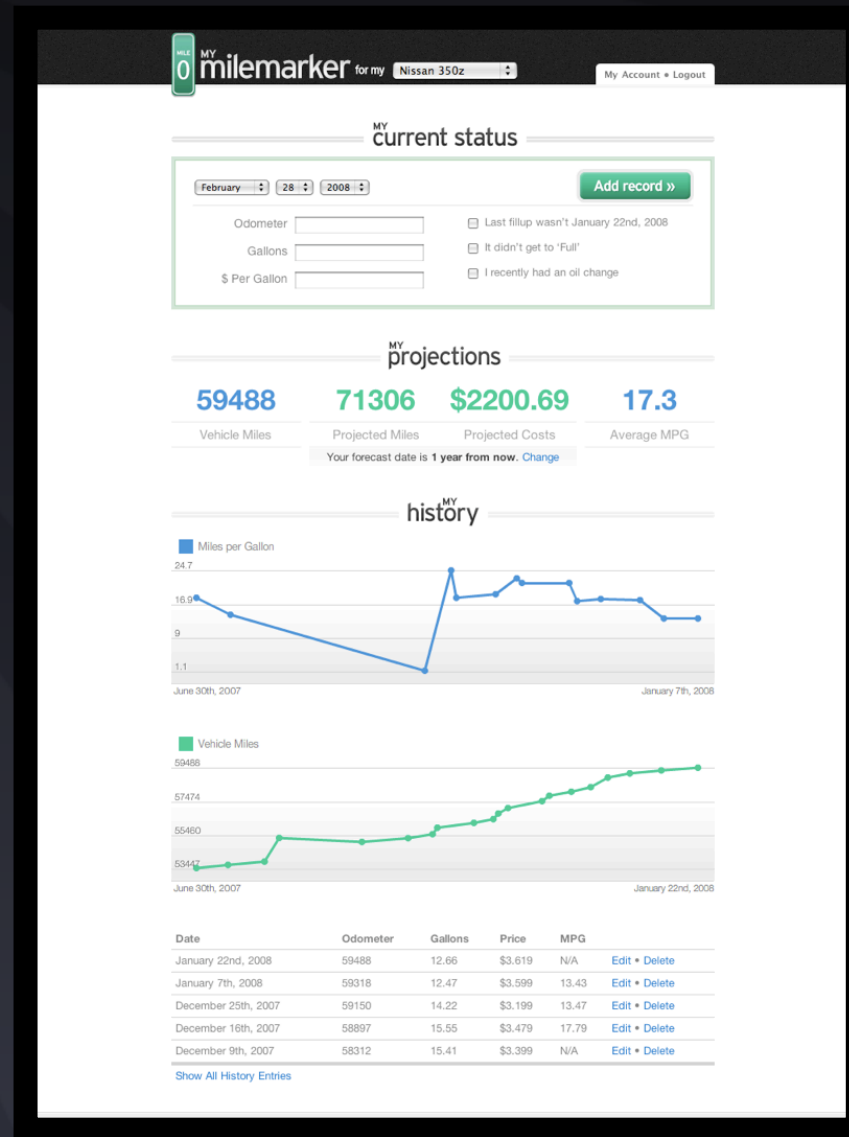 MILE
0
MY
milemarker for my Nissan 350z
My Account • Logout
MY
current status
February 28 2008 Add record »
Odometer
Last fillup wasn't January 22nd, 2008
Gallons
It didn't get to 'Full'
$ Per Gallon
I recently had an oil change
MY
projections
59488 71306 $2200.69 17.3
Vehicle Miles Projected Miles Projected Costs Average MPG
Your forecast date is 1 year from now. Change
MY
history
Miles per Gallon
24.7
16.9
9
1.1
June 30th, 2007 January 7th, 2008
Vehicle Miles
59488
57474
55460
53447
June 30th, 2007 January 22nd, 2008
Date Odometer Gallons Price MPG
January 22nd, 2008 59488 12.66 $3.619 N/A Edit • Delete
January 7th, 2008 59318 12.47 $3.599 13.43 Edit • Delete
December 25th, 2007 59150 14.22 $3.199 13.47 Edit • Delete
December 16th, 2007 58897 15.55 $3.479 17.79 Edit • Delete
December 9th, 2007 58312 15.41 $3.399 N/A Edit • Delete
Show All History Entries